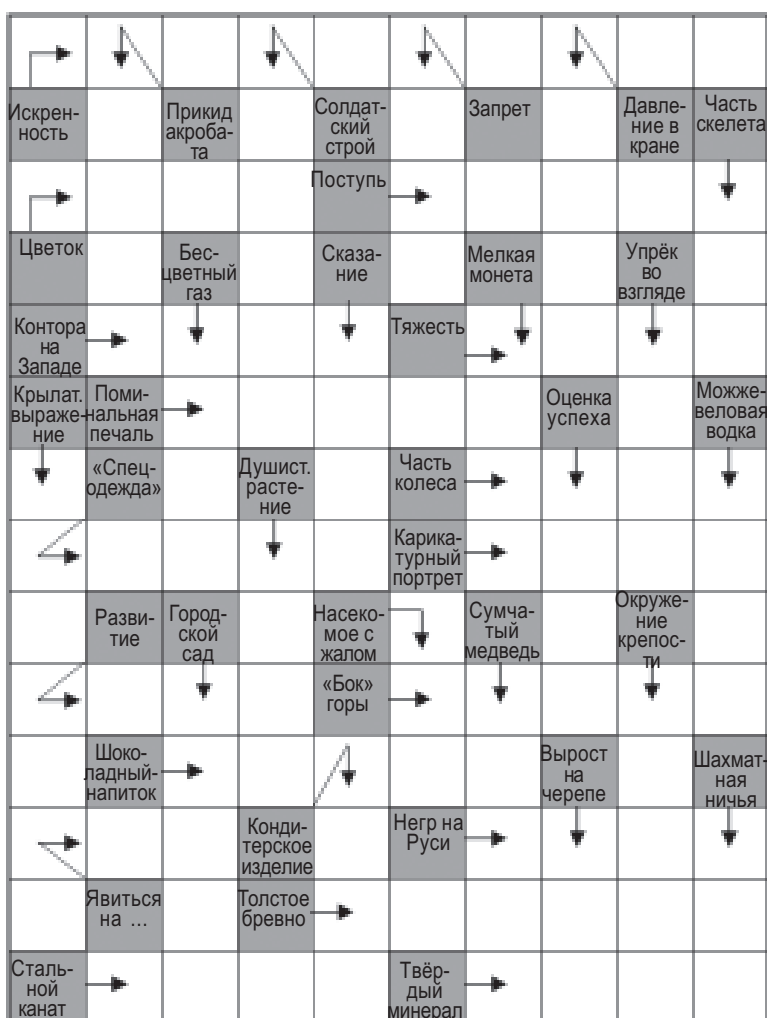 Искрен-
ность
Прикид
акроба-
та
Солдат-
ский
строй
Запрет
Давле-
ние в
кране
Часть
скелета
Поступь
Цветок
Бес-
цветный
газ
Сказа-
ние
Мелкая
монета
Упрёк
во
взгляде
Контора
на
Западе
Тяжесть
Крылат.
выраже-
ние
Поми-
нальная
печаль
Оценка
успеха
Можже-
веловая
водка
«Спец-
одежда»
Душист.
расте-
ние
Часть
колеса
Карика-
турный
портрет
Разви-
тие
Город-
ской
сад
Насеко-
мое с
жалом
Сумча-
тый
медведь
Окруже-
ние
крепос-
ти
«Бок»
горы
Шоко-
ладный-
напиток
Вырост
на
черепе
Шахмат-
ная
ничья
Конди-
терское
изделие
Негр на
Руси
Явиться
на ...
Толстое
бревно
Сталь-
ной
канат
Твёр-
дый
минерал